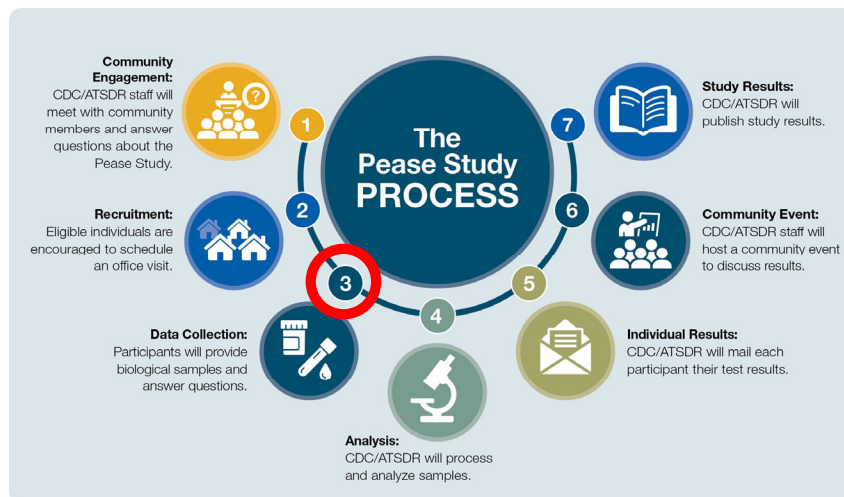 The
Pease Study
PROCESS
1
Community
Engagement:
CDC/ATSDR staff will
meet with community
members and answer
questions about the
Pease Study.
2
Recruitment:
Eligible individuals are
encouraged to schedule
an office visit.
3
Data Collection:
Participants will provide
biological samples and
answer questions.
4
Analysis:
CDC/ATSDR will process
and analyze samples.
5
Individual Results:
CDC/ATSDR will mail each
participant their test results.
6
Community Event:
CDC/ATSDR staff will
host a community event
to discuss results.
7
Study Results:
CDC/ATSDR will
publish study results.
?